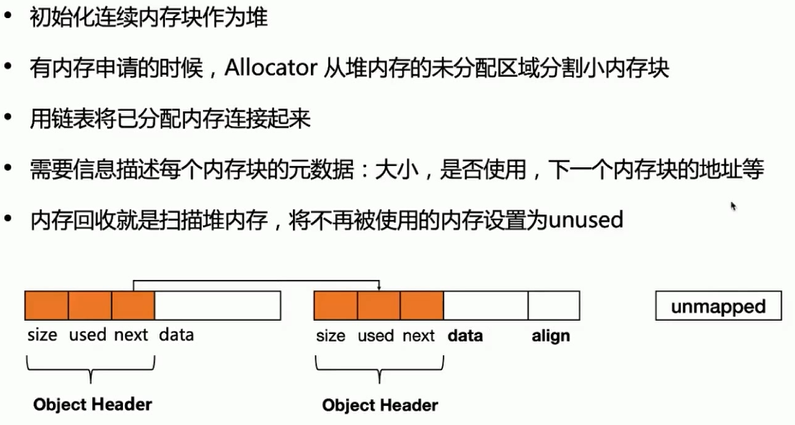 • 初始化连续内存块作为堆
• 有内存申请的时候，Allocator 从堆内存的未分配区域分割小内存块
• 用链表将已分配内存连接起来
• 需要信息描述每个内存块的元数据：大小，是否使用，下一个内存块的地址等
• 内存回收就是扫描堆内存，将不再被使用的内存设置为unused
unmapped
size used next data
size used next data align
Object Header
Object Header